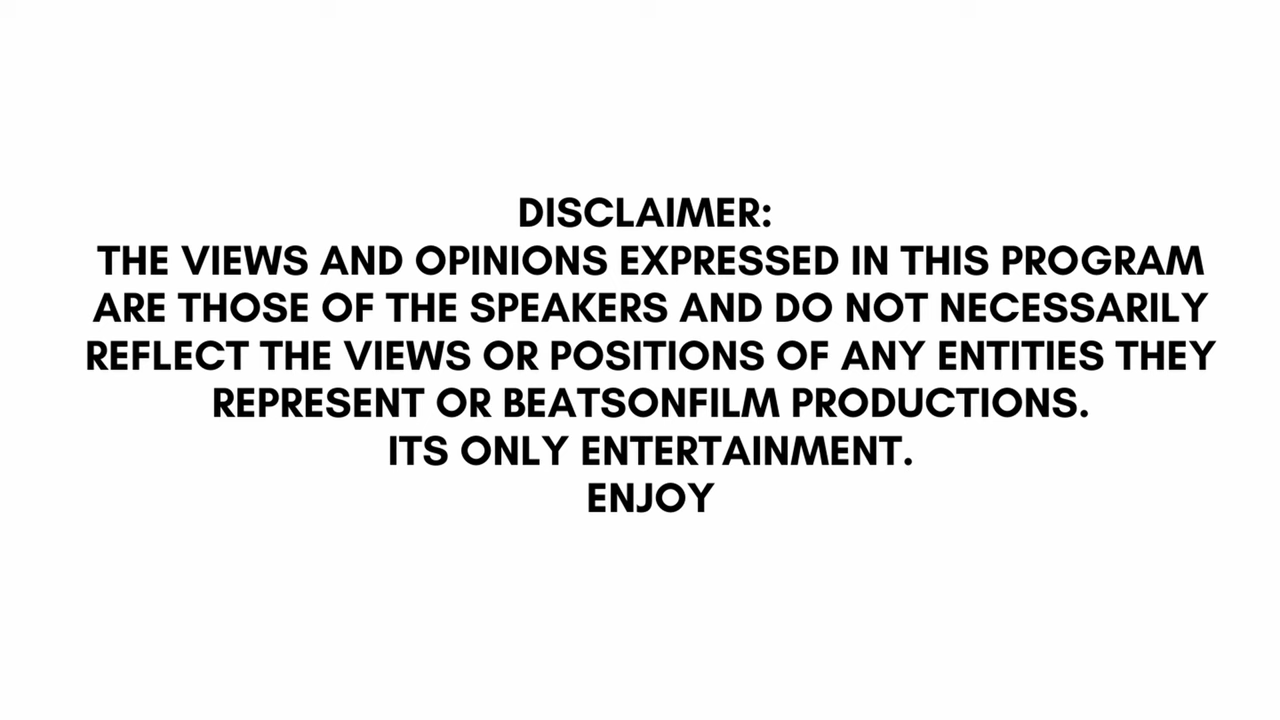 DISCLAIMER:
THE VIEWS AND OPINIONS EXPRESSED IN THIS PROGRAM
ARE THOSE OF THE SPEAKERS AND DO NOT NECESSARILY
REFLECT THE VIEWS OR POSITIONS OF ANY ENTITIES THEY
REPRESENT OR BEATSONFILM PRODUCTIONS.
ITS ONLY ENTERTAINMENT.
ENJOY